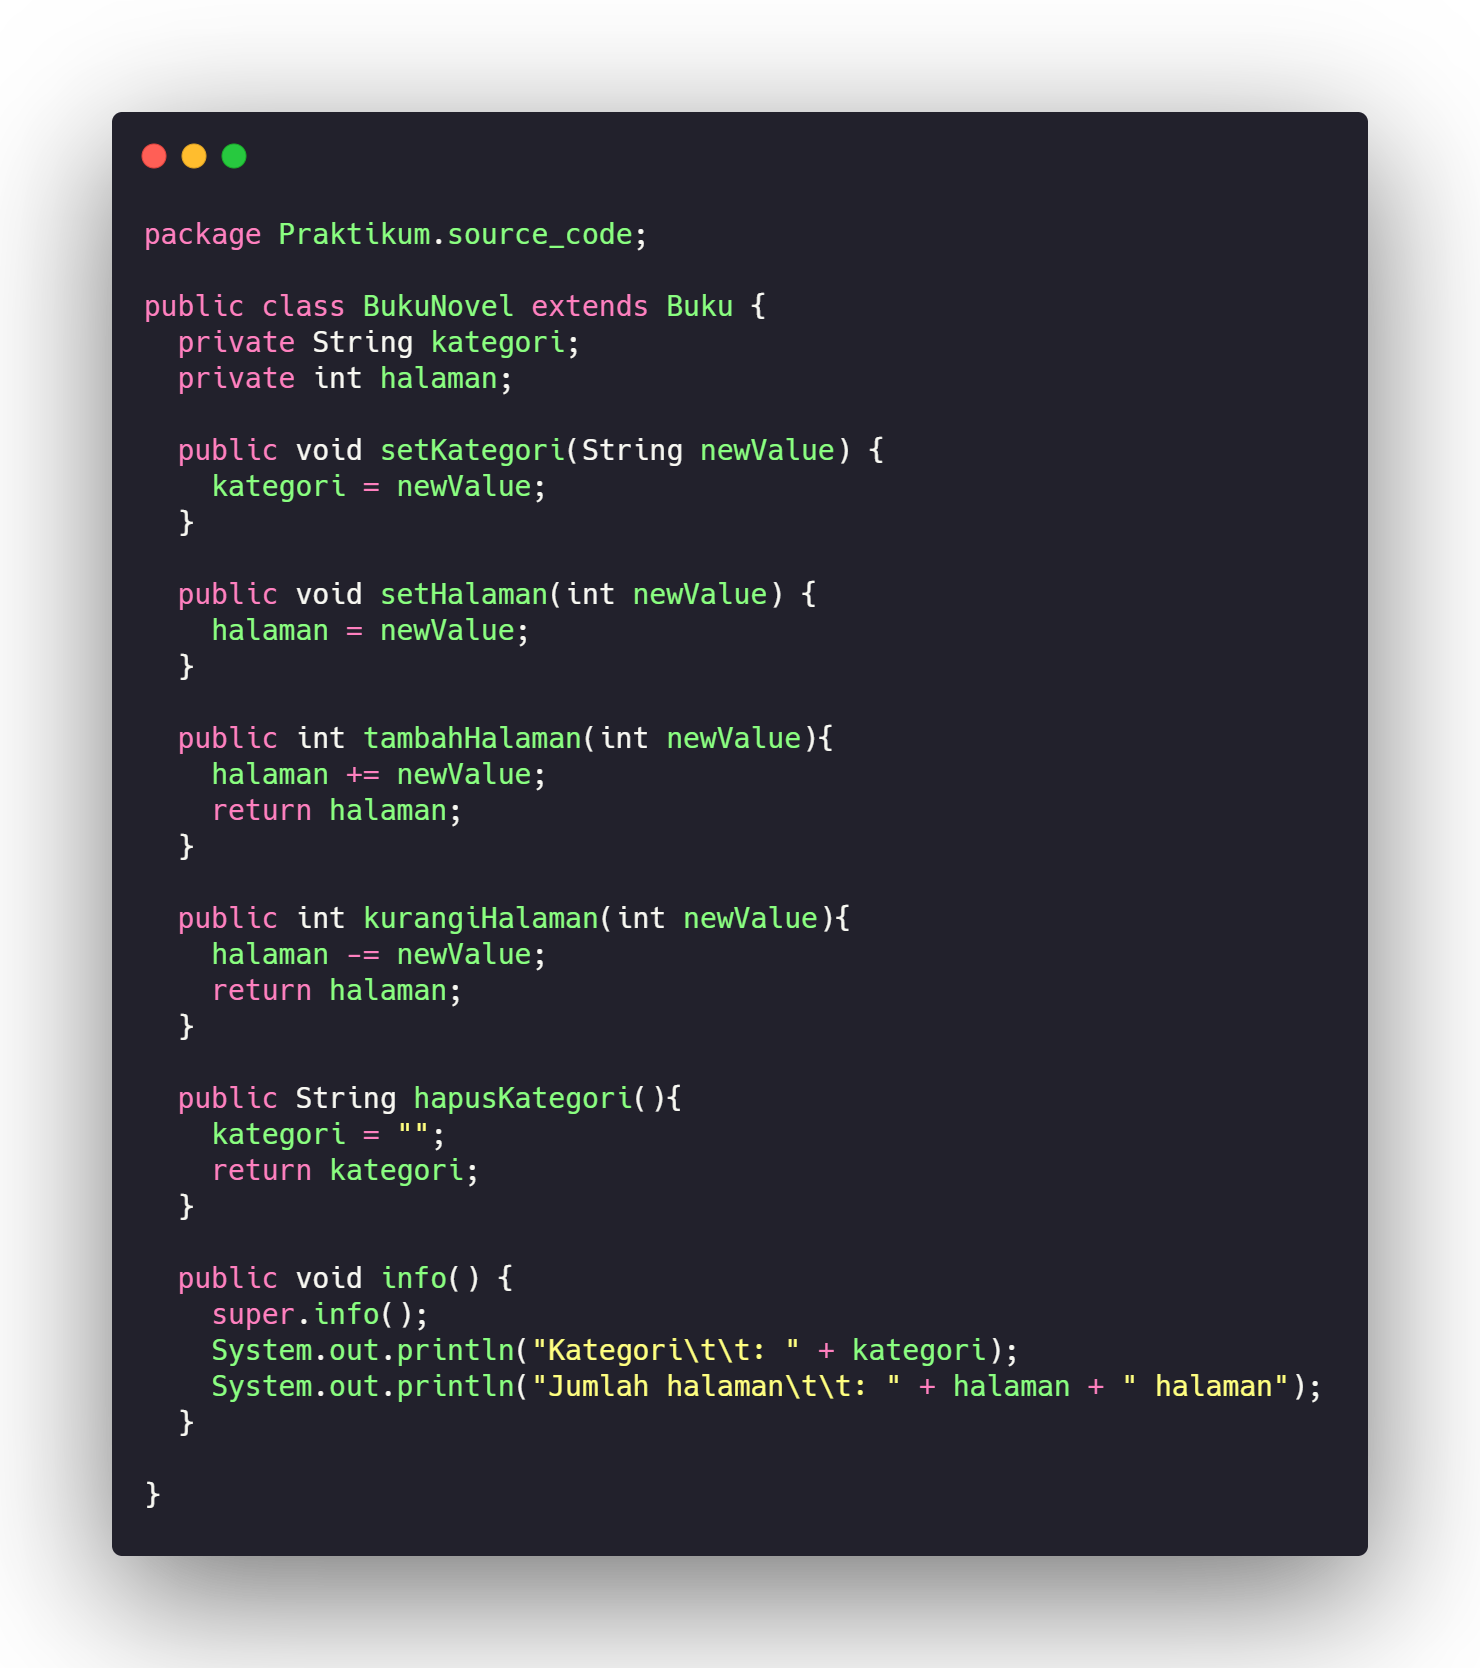 package Praktikum.source_code;

public class BukuNovel extends Buku {
  private String kategori;
  private int halaman;

  public void setKategori(String newValue) {
    kategori = newValue;
  }

  public void setHalaman(int newValue) {
    halaman = newValue;
  }

  public int tambahHalaman(int newValue){
    halaman += newValue;
    return halaman;
  }

  public int kurangiHalaman(int newValue){
    halaman -= newValue;
    return halaman;
  }

  public String hapusKategori(){
    kategori = "";
    return kategori;
  }

  public void info() {
    super.info();
    System.out.println("Kategori\t\t: " + kategori);
    System.out.println("Jumlah halaman\t\t: " + halaman + " halaman");
  }

}